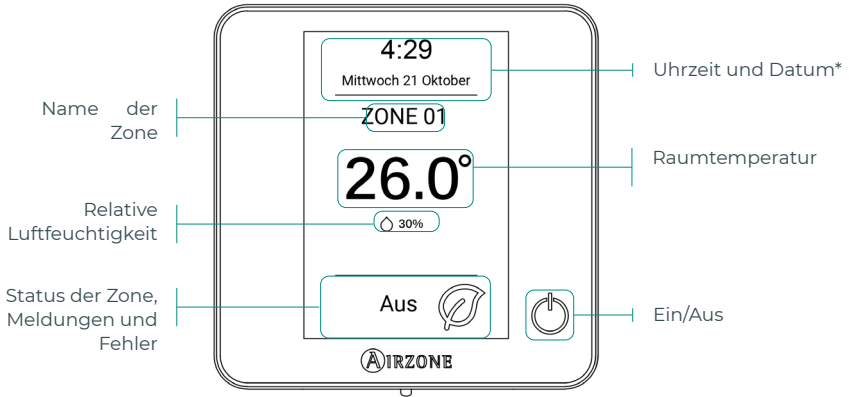 4:29
Mittwoch 21 Oktober
Uhrzeit und Datum*
Name der
Zone
ZONE 01
26.0°
Raumtemperatur
Relative
Luftfeuchtigkeit
30%
Status der Zone,
Meldungen und
Fehler
Aus
Ein/Aus
AIRZONE